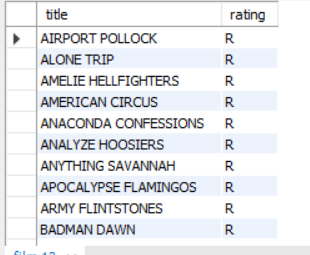 title rating
AIRPORT POLLOCK R
ALONE TRIP R
AMELIE HELLFIGHTERS R
AMERICAN CIRCUS R
ANACONDA CONFESSIONS R
ANALYZE HOOSIERS R
ANYTHING SAVANNAH R
APOCALYPSE FLAMINGOS R
ARMY FLINTSTONES R
BADMAN DAWN R